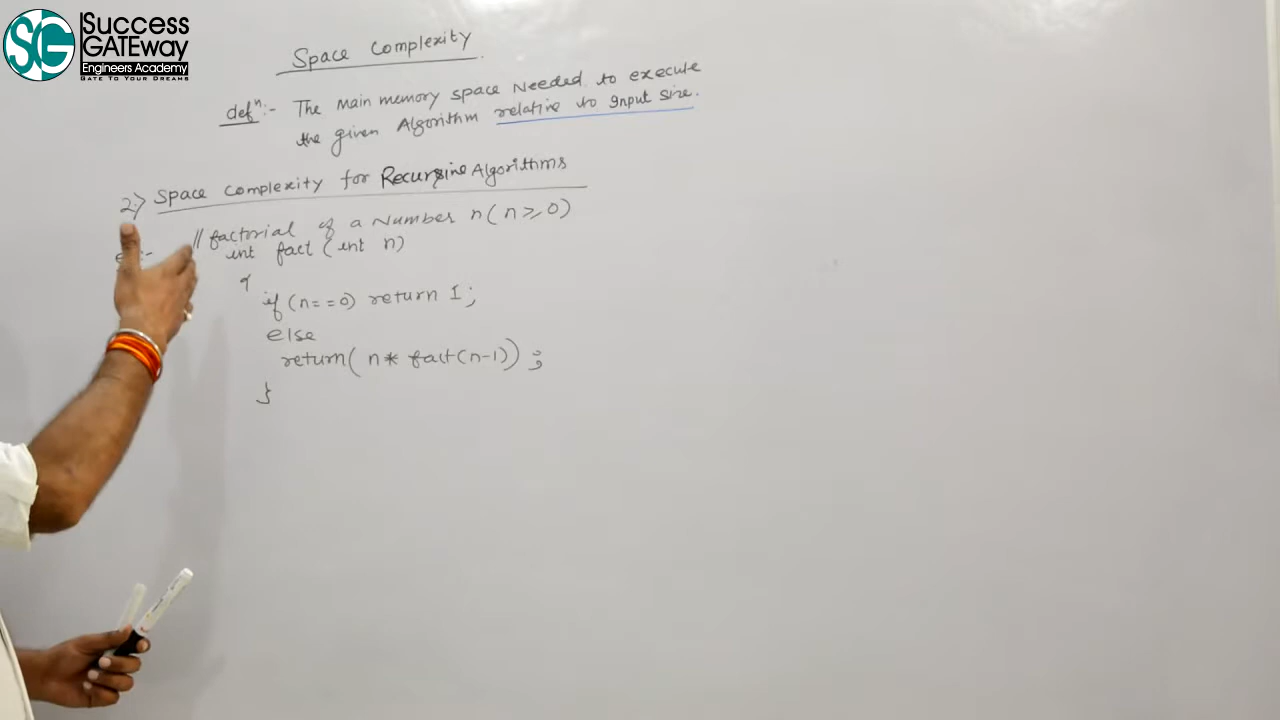 Success
GATEway
Engineers Academy
GATE TO YOUR DREAMS
SG
Space Complexity
defⁿ:- The Main memory space Needed to execute
the given Algorithm relative to Input size.
2.) Space Complexity for Recursive Algorithms
// factorial of a Number n(n≥0)
int fact (int n)
{
if (n==0) return 1;
else
return( n* fact(n-1)) ;
}